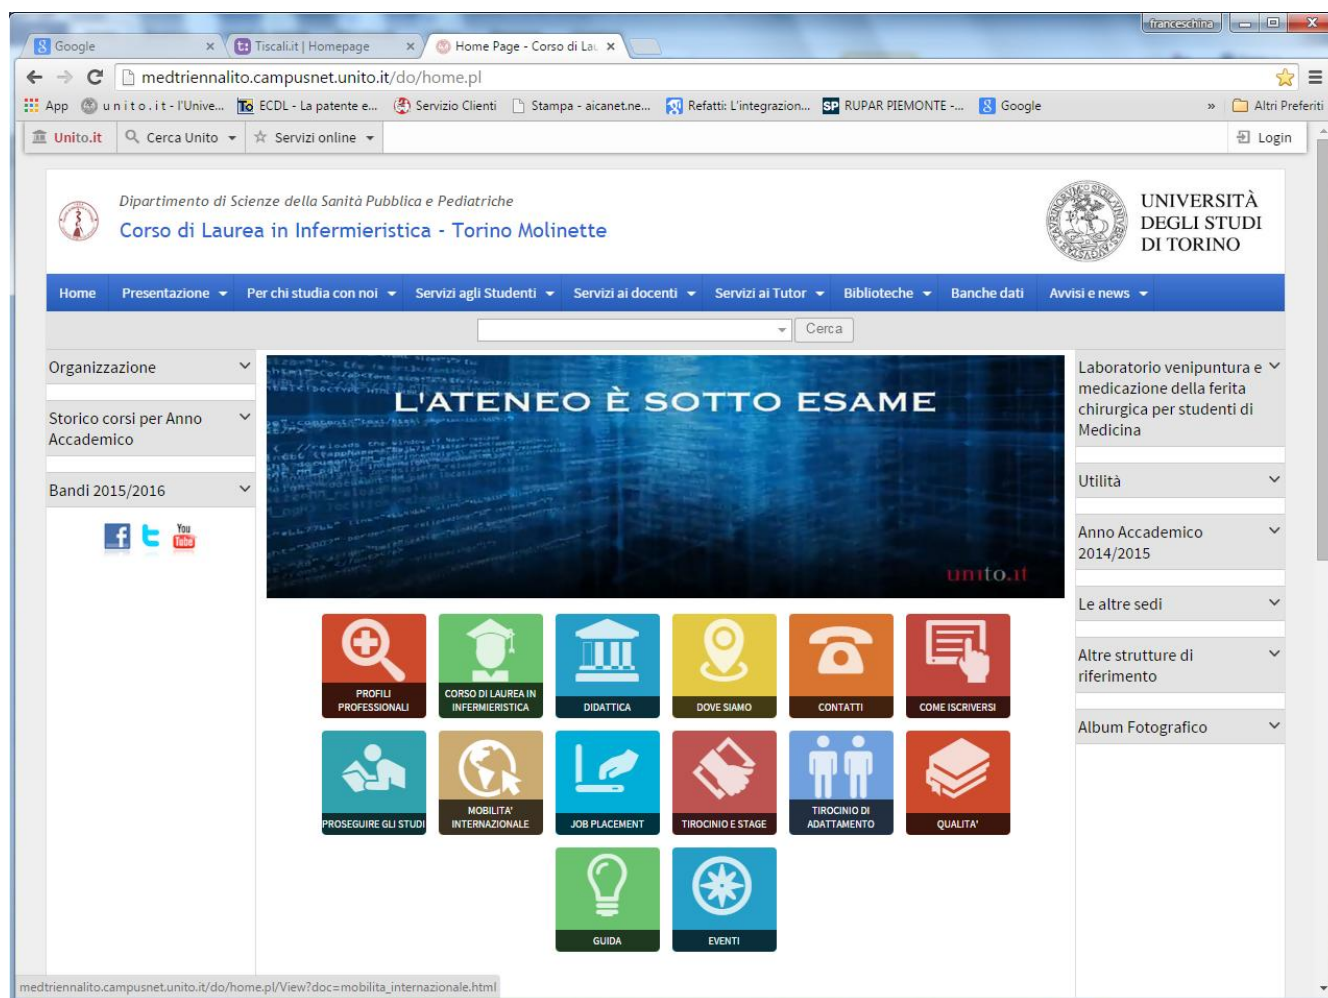 franceschina
Google
Tiscali.it | Homepage
Home Page - Corso di La
medtriennalito.campusnet.unito.it/do/home.pl
App
u n i t o . i t - l'Unive...
ECDL - La patente e...
Servizio Clienti
Stampa - aicanet.ne...
Refatti: L'integrazion...
SP RUPAR PIEMONTE -...
Google
»
Altri Preferiti
Unito.it
Cerca Unito
Servizi online
Login
Dipartimento di Scienze della Sanità Pubblica e Pediatriche
Corso di Laurea in Infermieristica - Torino Molinette
UNIVERSITÀ
DEGLI STUDI
DI TORINO
Home
Presentazione
Per chi studia con noi
Servizi agli Studenti
Servizi ai docenti
Servizi ai Tutor
Biblioteche
Banche dati
Avvisi e news
Cerca
Organizzazione
Storico corsi per Anno
Accademico
Bandi 2015/2016
You
Tube
L'ATENEO È SOTTO ESAME
unito.it
Laboratorio venipuntura e
medicazione della ferita
chirurgica per studenti di
Medicina
Utilità
Anno Accademico
2014/2015
Le altre sedi
Altre strutture di
riferimento
Album Fotografico
PROFILI
PROFESSIONALI
CORSO DI LAUREA IN
INFERMIERISTICA
DIDATTICA
DOVE SIAMO
CONTATTI
COME ISCRIVERSI
PROSEGUIRE GLI STUDI
MOBILITA'
INTERNAZIONALE
JOB PLACEMENT
TIROCINIO E STAGE
TIROCINIO DI
ADATTAMENTO
QUALITA'
GUIDA
EVENTI
medtriennalito.campusnet.unito.it/do/home.pl/View?doc=mobilita_internazionale.html